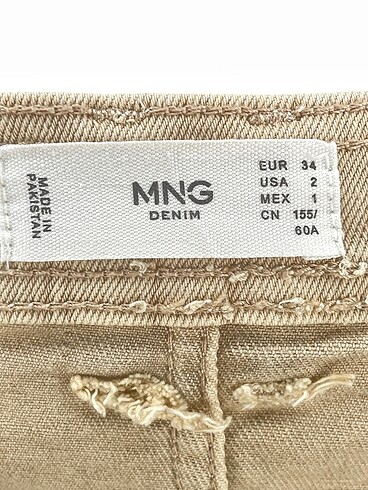 MADE IN
PAKISTAN
MNG
DENIM
EUR 34
USA 2
MEX 1
CN 155/
60A